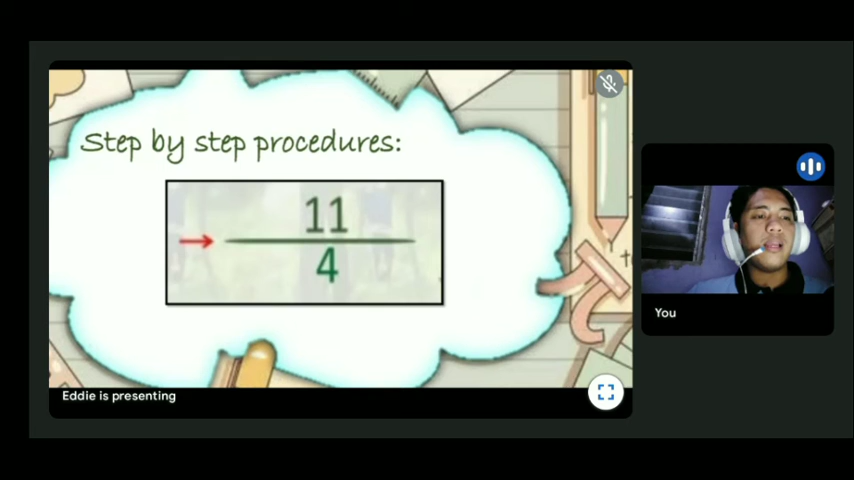 Step by step procedures:
11
4
You
Eddie is presenting